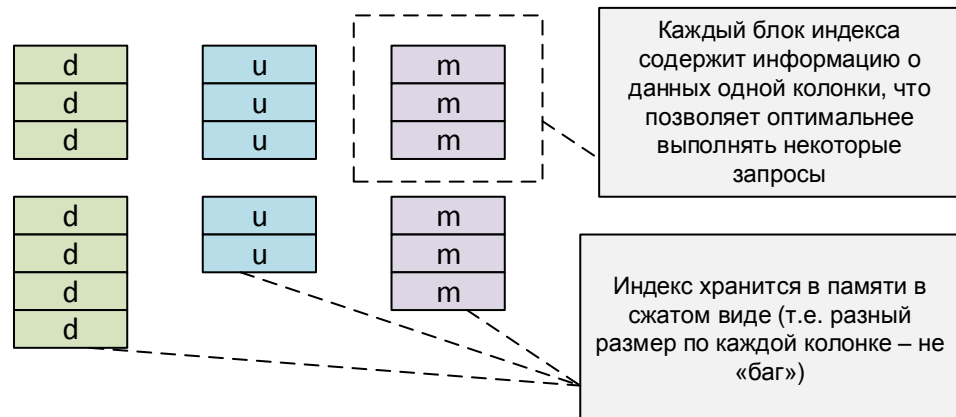 Каждый блок индекса
содержит информацию о
данных одной колонки, что
позволяет оптимальнее
выполнять некоторые
запросы
d u m
d u m
d u m
d u m
d u m
d m
d
Индекс хранится в памяти в
сжатом виде (т.е. разный
размер по каждой колонке – не
«баг»)